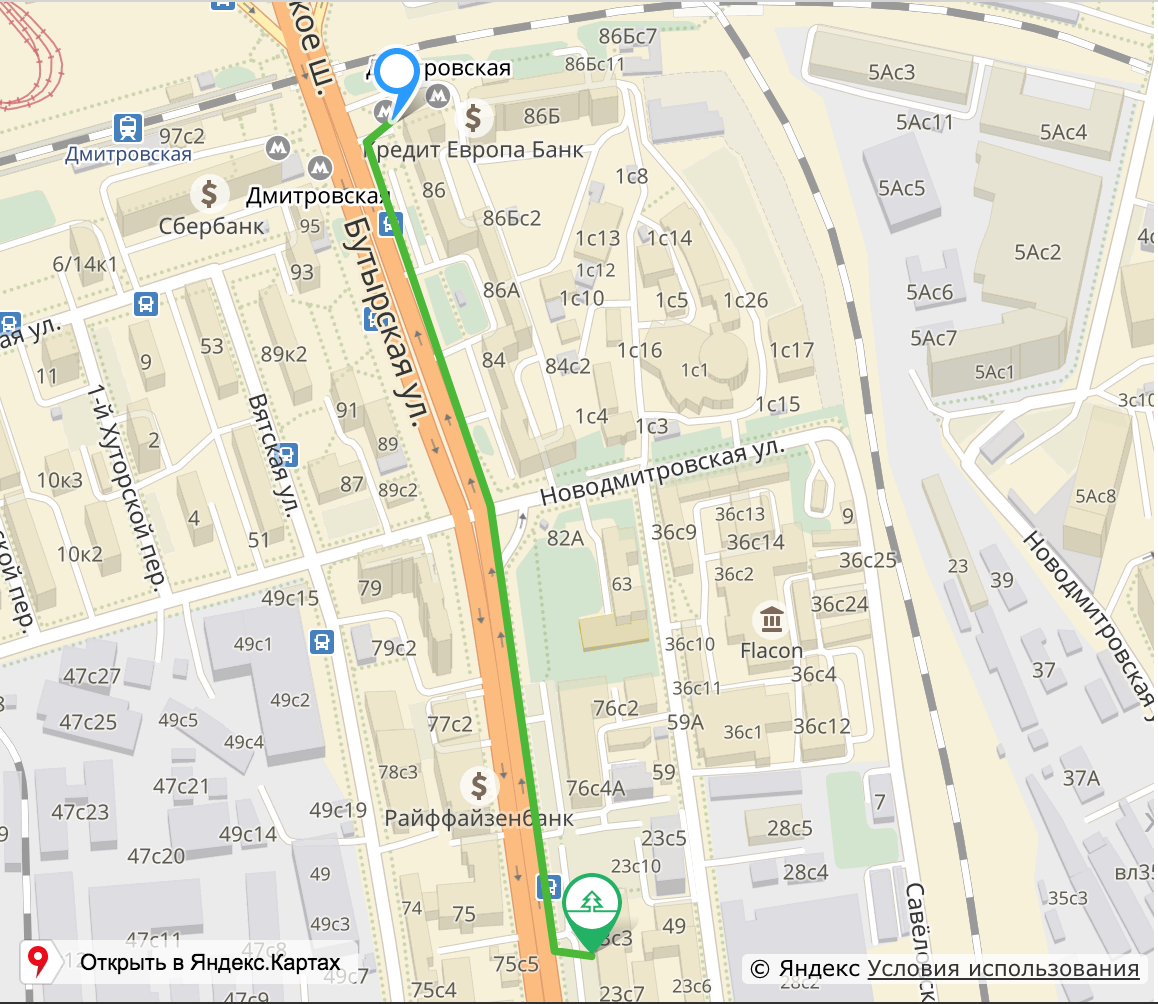 кое ш.
86Бс7
Дмитровская
86Бс11
5Ас3
86Б
5Ас11
5Ас4
97с2
Дмитровская
Кредит Европа Банк
1с8
86
5Ас5
Дмитровская
Сбербанк
95
86Бс2
1с13
1с14
5Ас2
6/14к1
93
1с12
86А
1с10
1с5
1с26
5Ас6
Бутырская ул.
ая ул.
53
5Ас7
9
89к2
84
84с2
1с16
1с1
1с17
5Ас1
11
1-й Хуторской пер.
Вятская ул.
91
1с4
1с15
1с3
2
89
Новодмитровская ул.
10к3
87
89с2
5Ас8
4
36с13
9
51
82А
36с9
36с14
10к2
36с25
23
39
Новодмитровская у
ской пер.
79
63
36с2
49с15
36с24
49с1
79с2
36с10
Flacon
47с27
36с4
37
49с2
36с11
47с25
49с5
77с2
76с2
59А
36с1
36с12
49с4
78с3
59
37А
47с21
76с4А
47с23
49с19
Райффайзенбанк
7
49с14
28с5
23с5
47с20
23с10
49
28с4
вл35
35с3
74
75
49с3
49
Савёло
47с11
47с8
Открыть в Яндекс.Картах
75с5
49с7
© Яндекс Условия использования
75с4
47с9
23с7
23с6
28с2